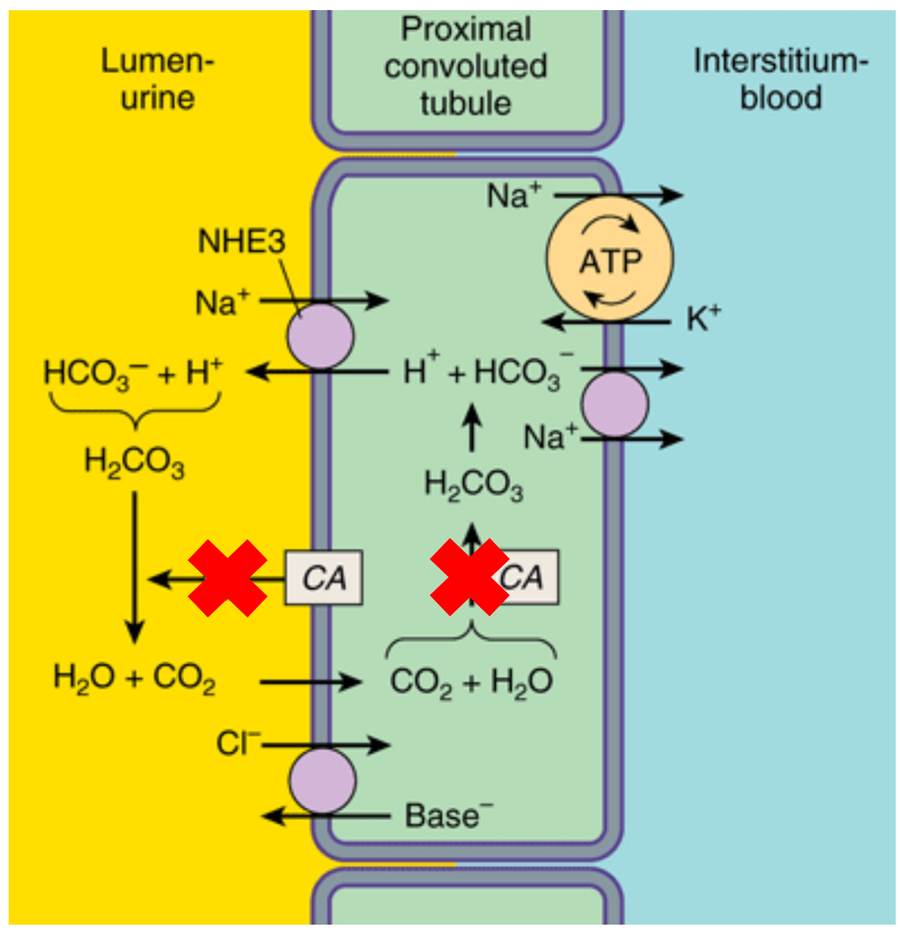 Lumen-
urine
Proximal
convoluted
tubule
Interstitium-
blood
Na⁺
ATP
K⁺
NHE3
Na⁺
HCO₃⁻ + H⁺
H⁺ + HCO₃⁻
Na⁺
H₂CO₃
H₂CO₃
CA
CA
H₂O + CO₂
CO₂ + H₂O
Cl⁻
Base⁻